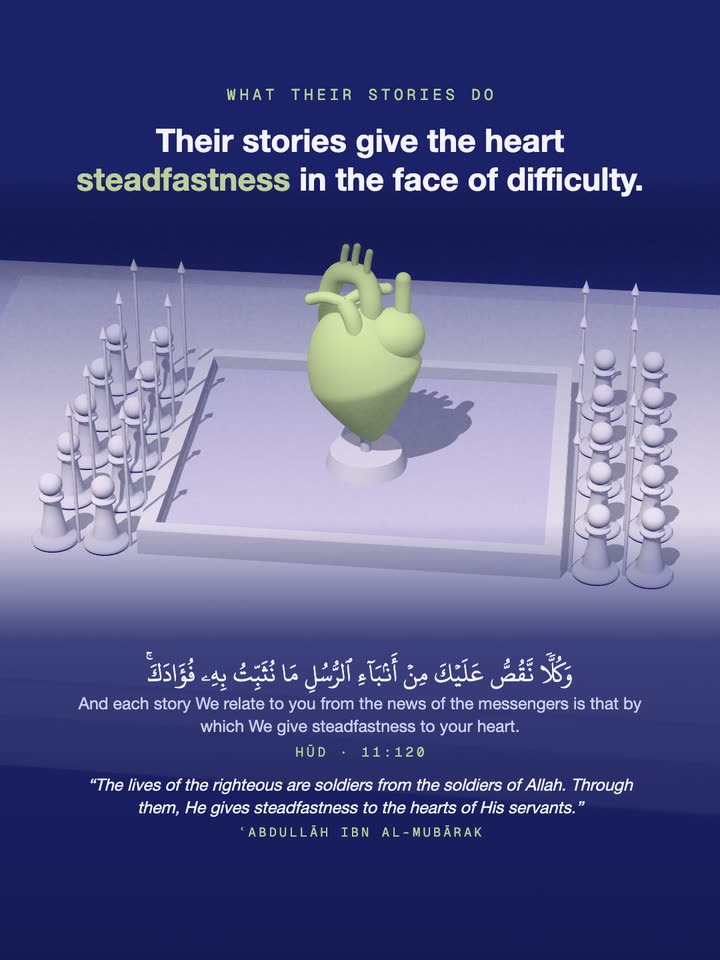 WHAT THEIR STORIES DO
Their stories give the heart
steadfastness in the face of difficulty.
وَكُلًّا نَّقُصُّ عَلَيْكَ مِنْ أَنۢبَآءِ ٱلرُّسُلِ مَا نُثَبِّتُ بِهِۦ فُؤَادَكَ ۚ
And each story We relate to you from the news of the messengers is that by
which We give steadfastness to your heart.
HŪD · 11:120
“The lives of the righteous are soldiers from the soldiers of Allah. Through
them, He gives steadfastness to the hearts of His servants.”
ʿABDULLĀH IBN AL-MUBĀRAK